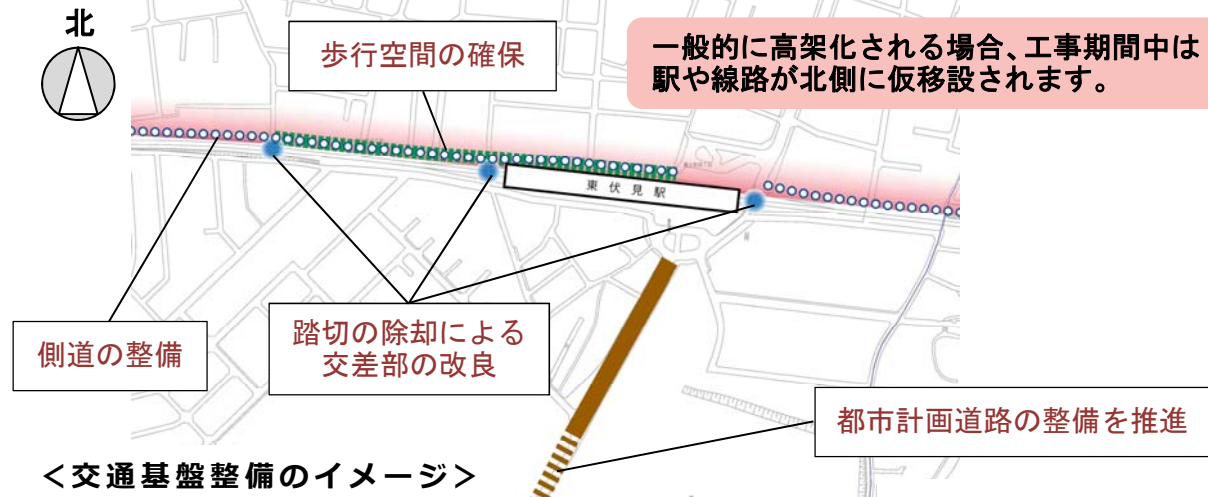 北
歩行空間の確保
一般的に高架化される場合、工事期間中は
駅や線路が北側に仮移設されます。
東伏見駅
側道の整備
踏切の除却による
交差部の改良
都市計画道路の整備を推進
＜交通基盤整備のイメージ＞